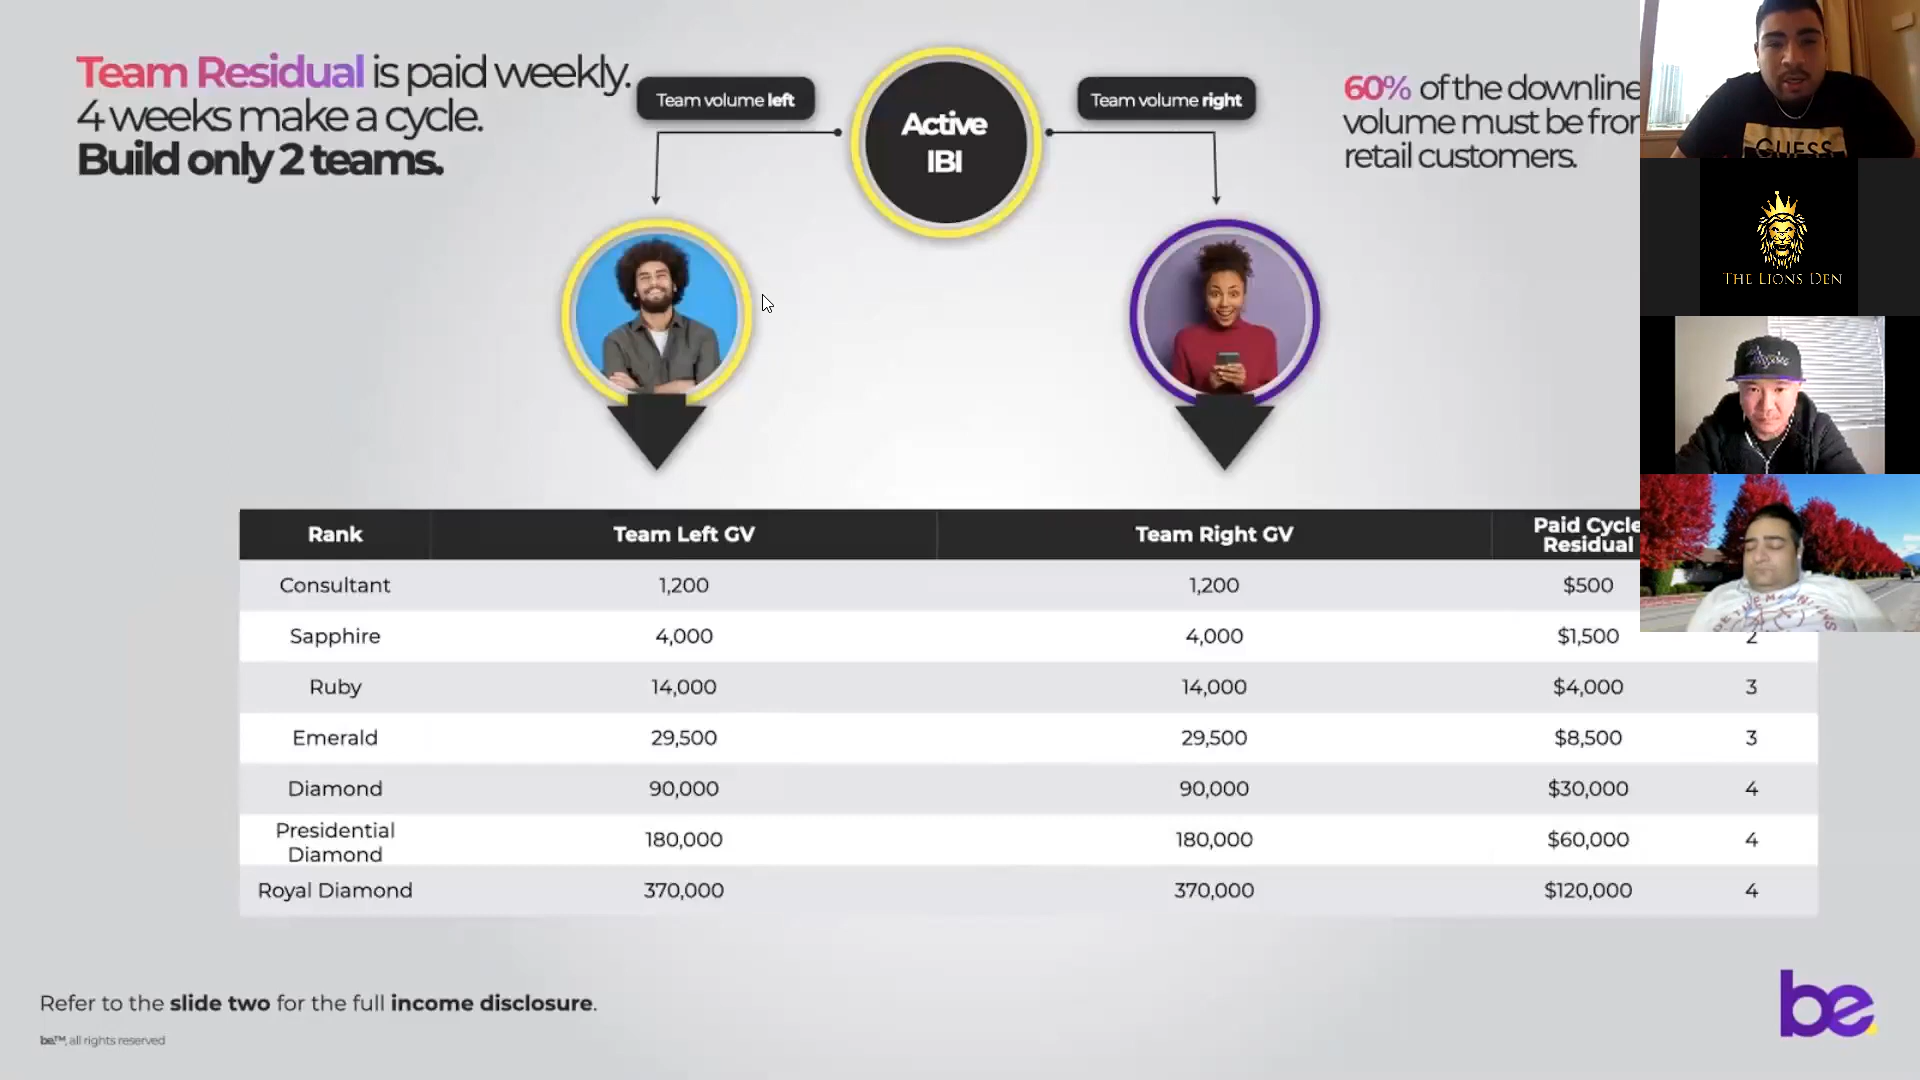 Team Residual is paid weekly.
4 weeks make a cycle.
Build only 2 teams.
Team volume left
Active
IBI
Team volume right
60% of the downline
volume must be
retail customers.
GUESS
THE LIONS DEN
Rank Team Left GV Team Right GV Paid Cycle Residual
Consultant 1,200 1,200 $500
Sapphire 4,000 4,000 $1,500 2
Ruby 14,000 14,000 $4,000 3
Emerald 29,500 29,500 $8,500 3
Diamond 90,000 90,000 $30,000 4
Presidential Diamond 180,000 180,000 $60,000 4
Royal Diamond 370,000 370,000 $120,000 4
Refer to the slide two for the full income disclosure.
be.™, all rights reserved
be.